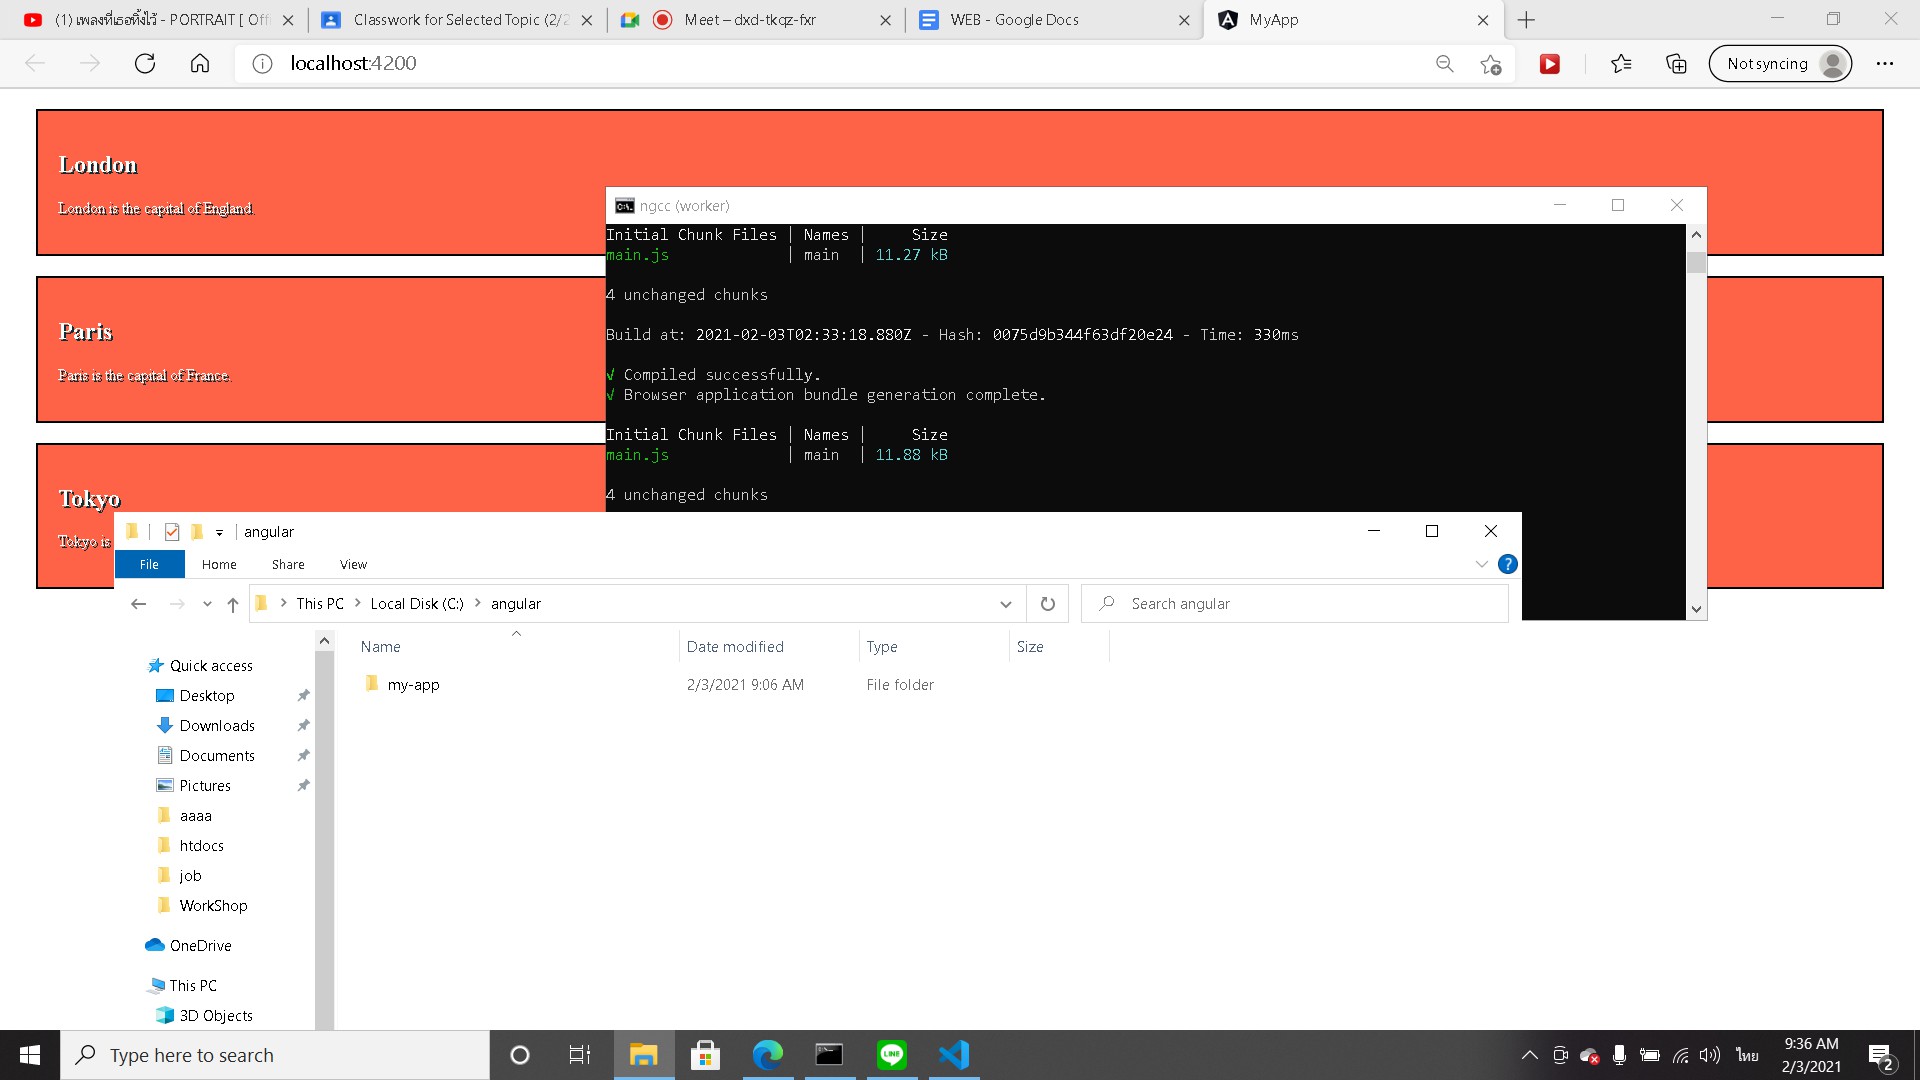 (1) เพลงที่เธอทิ้งไว้ - PORTRAIT [ Offi
Classwork for Selected Topic (2/2
Meet – dxd-tkqz-fxr
WEB - Google Docs
MyApp
localhost:4200
Not syncing
London
London is the capital of England.
Paris
Paris is the capital of France.
Tokyo
Tokyo is
ngcc (worker)
Initial Chunk Files | Names | Size
main.js | main | 11.27 kB
4 unchanged chunks
Build at: 2021-02-03T02:33:18.880Z - Hash: 0075d9b344f63df20e24 - Time: 330ms
√ Compiled successfully.
√ Browser application bundle generation complete.
Initial Chunk Files | Names | Size
main.js | main | 11.88 kB
4 unchanged chunks
angular
File Home Share View
This PC > Local Disk (C:) > angular
Search angular
Name Date modified Type Size
my-app 2/3/2021 9:06 AM File folder
Quick access
Desktop
Downloads
Documents
Pictures
aaaa
htdocs
job
WorkShop
OneDrive
This PC
3D Objects
Type here to search
LINE
ไทย
9:36 AM
2/3/2021
2